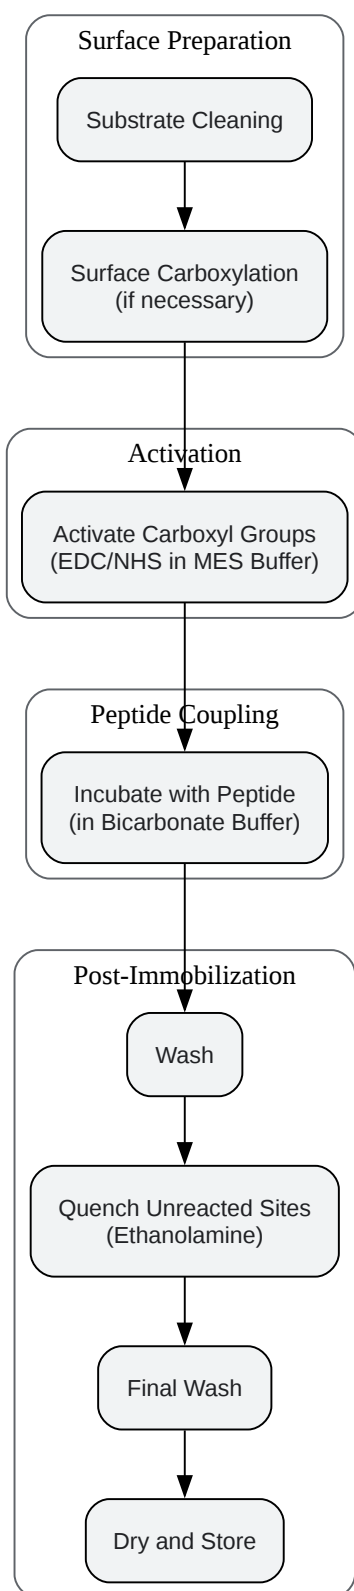 Surface Preparation
Substrate Cleaning
Surface Carboxylation
(if necessary)
Activation
Activate Carboxyl Groups
(EDC/NHS in MES Buffer)
Peptide Coupling
Incubate with Peptide
(in Bicarbonate Buffer)
Post-Immobilization
Wash
Quench Unreacted Sites
(Ethanolamine)
Final Wash
Dry and Store